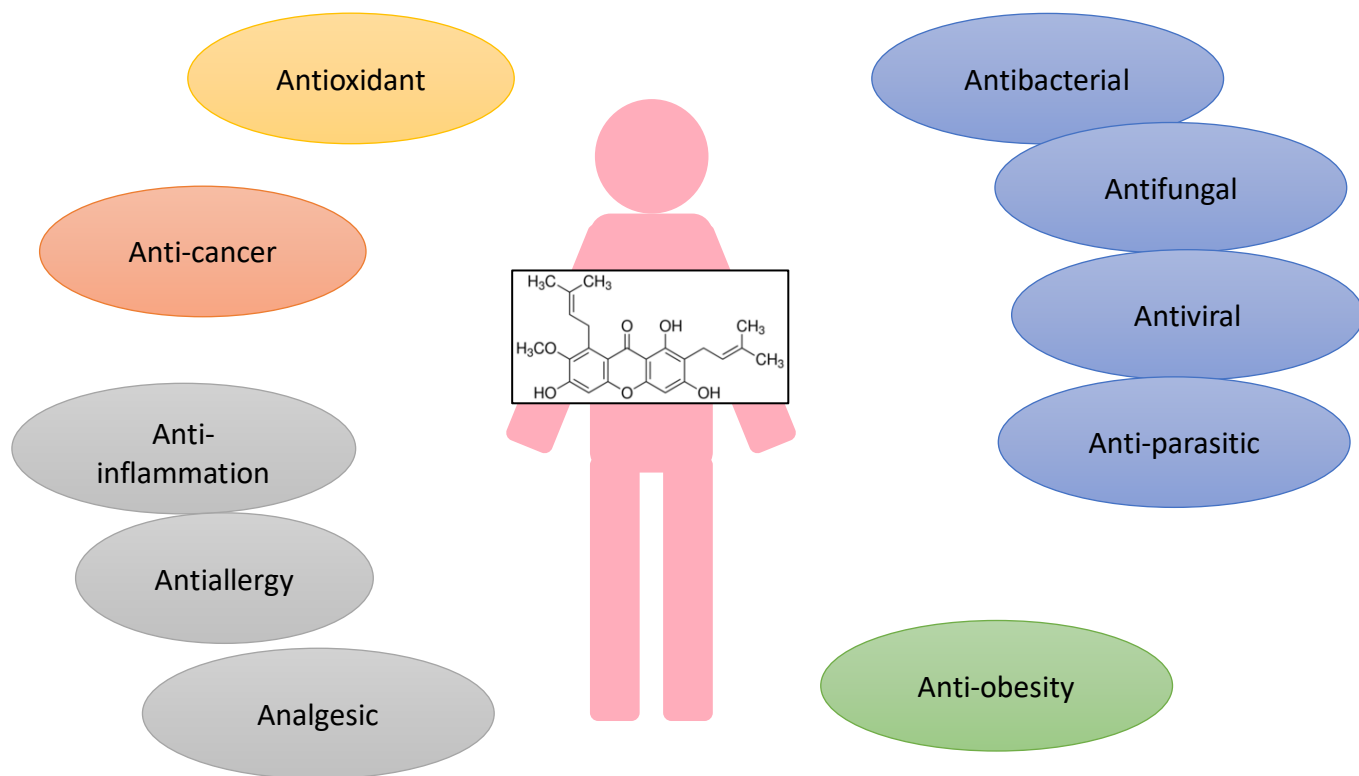 Antioxidant
Anti-cancer
Anti-
inflammation
Antiallergy
Analgesic
H₃C
CH₃
O
OH
CH₃
H₃CO
CH₃
HO
O
OH
Antibacterial
Antifungal
Antiviral
Anti-parasitic
Anti-obesity